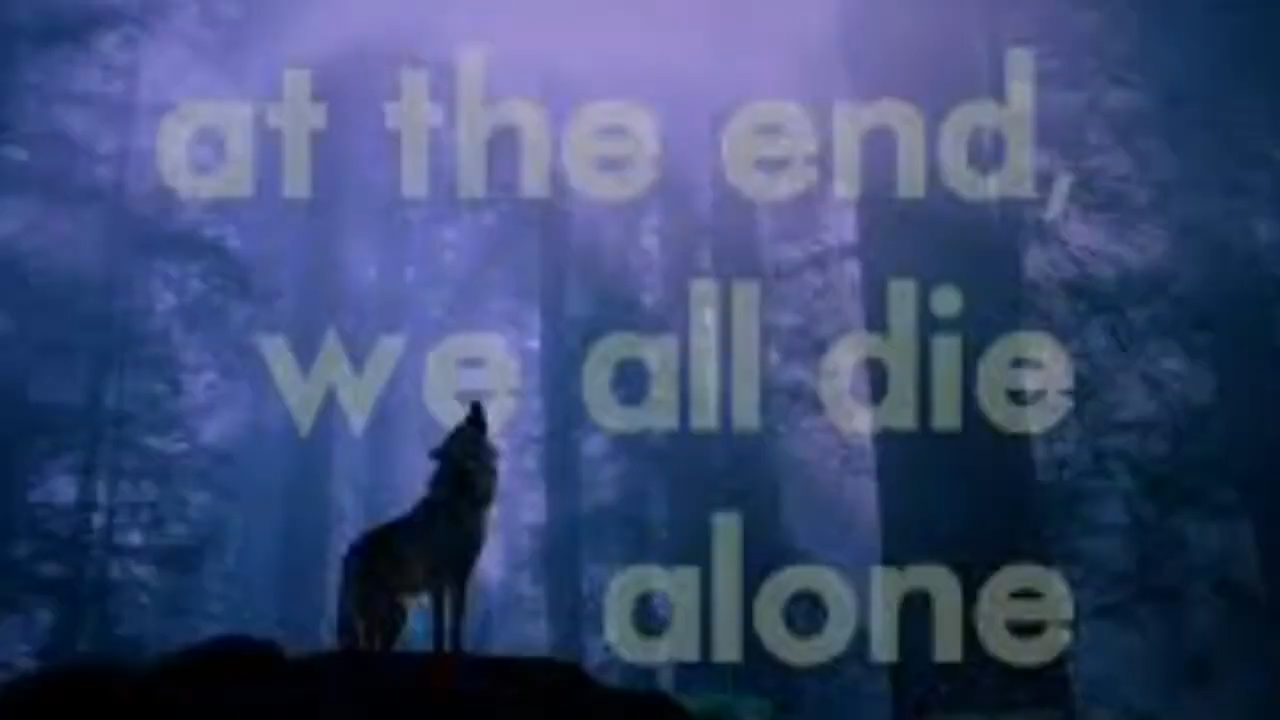 at the end,
we all die
alone